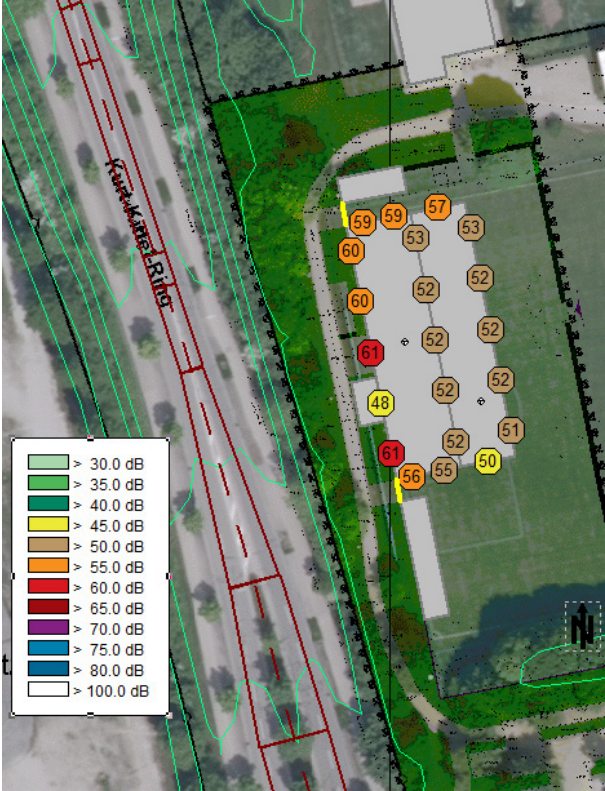 Kurt-Kittel-Ring
59
59
57
53
53
60
52
52
60
52
52
61
52
52
48
52
51
61
50
56
55
> 30.0 dB
> 35.0 dB
> 40.0 dB
> 45.0 dB
> 50.0 dB
> 55.0 dB
> 60.0 dB
> 65.0 dB
> 70.0 dB
> 75.0 dB
> 80.0 dB
> 100.0 dB
N